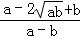 a − 2√ab + b
a − b